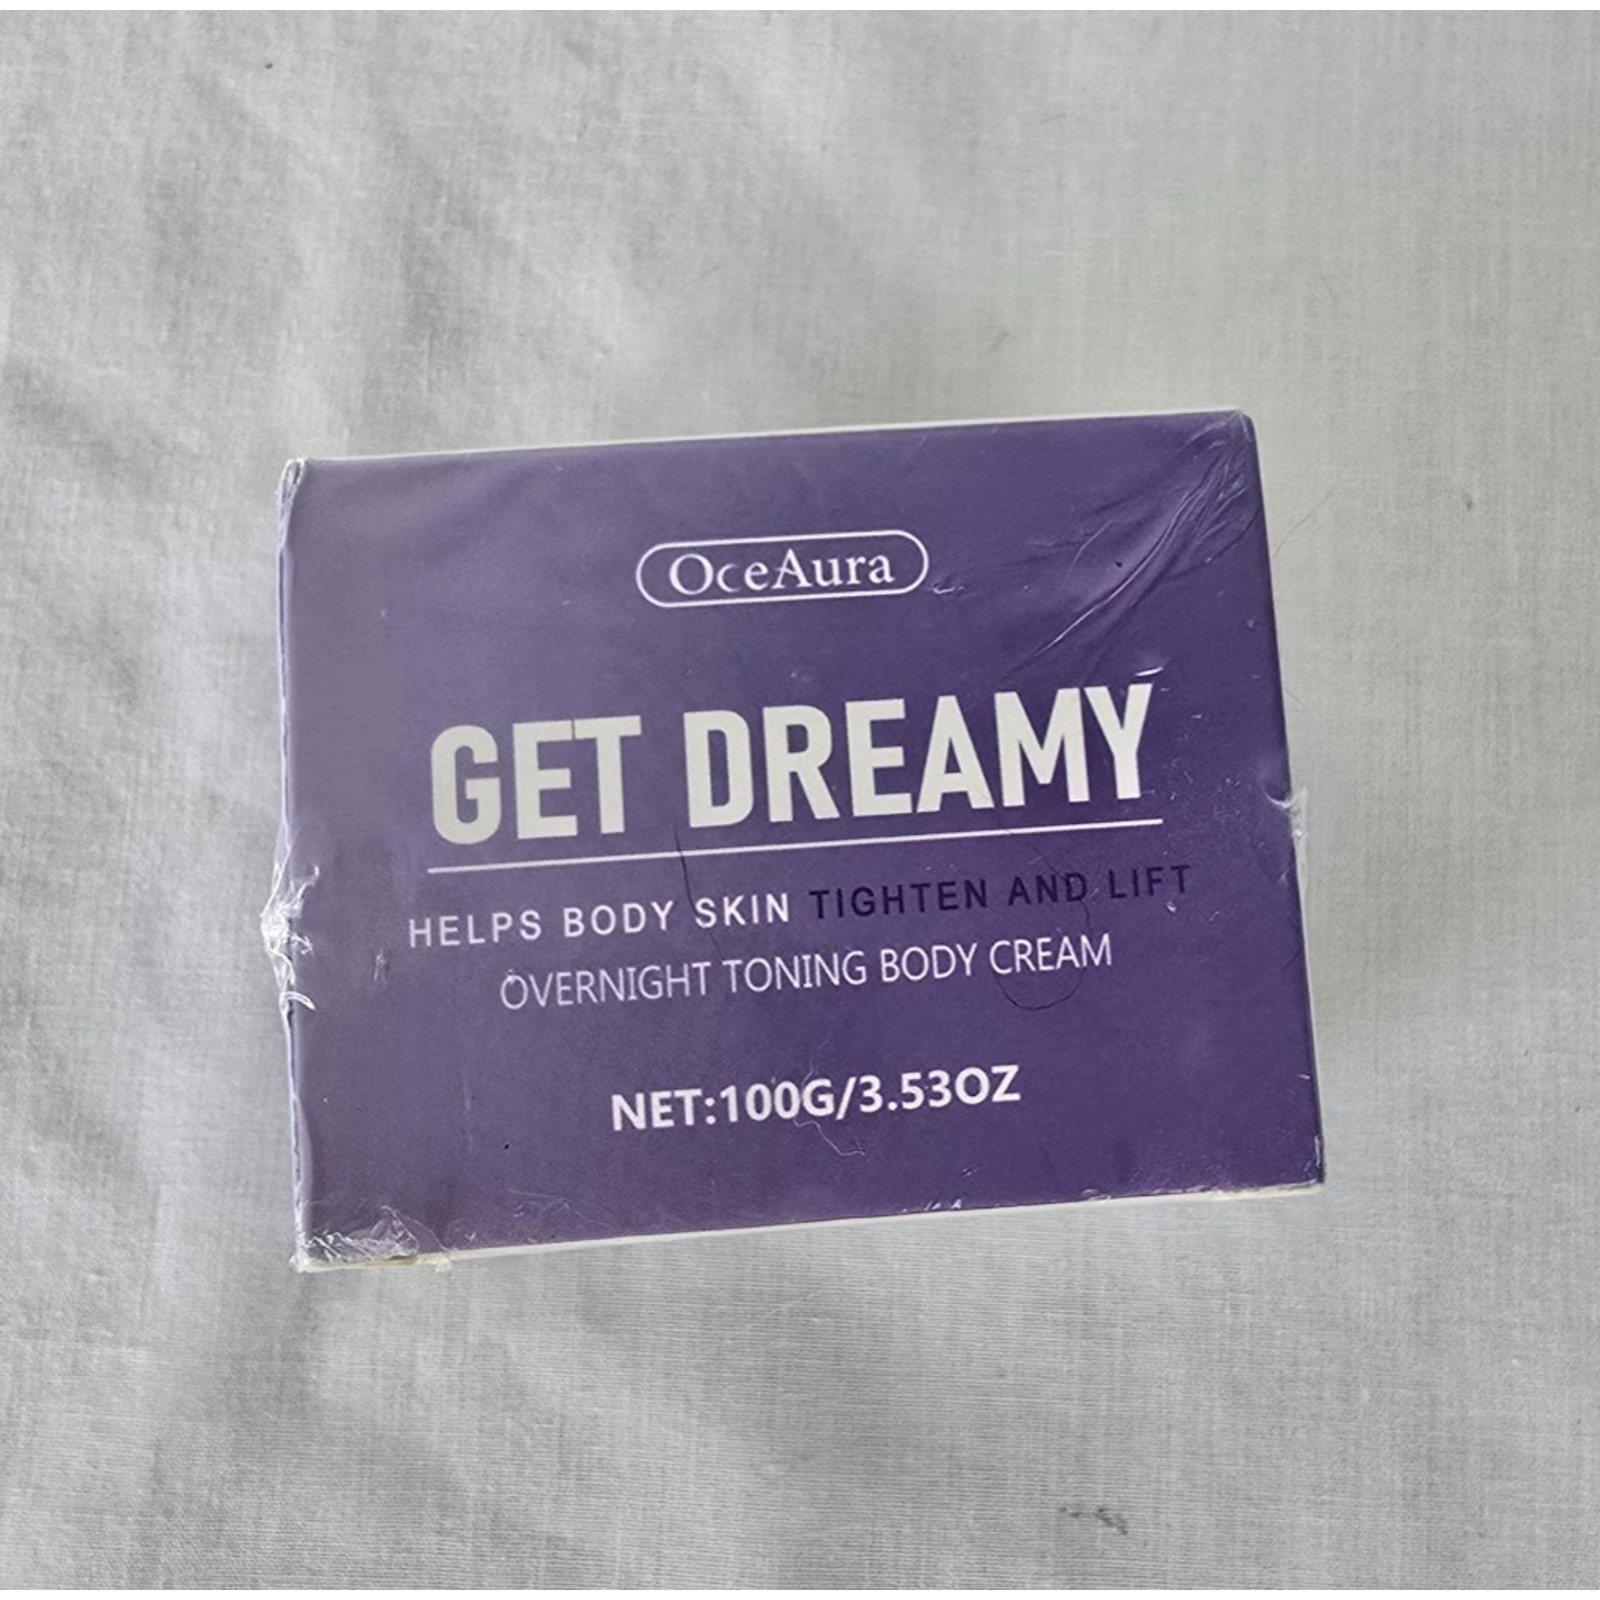 OceAura
GET DREAMY
HELPS BODY SKIN TIGHTEN AND LIFT
OVERNIGHT TONING BODY CREAM
NET:100G/3.53OZ